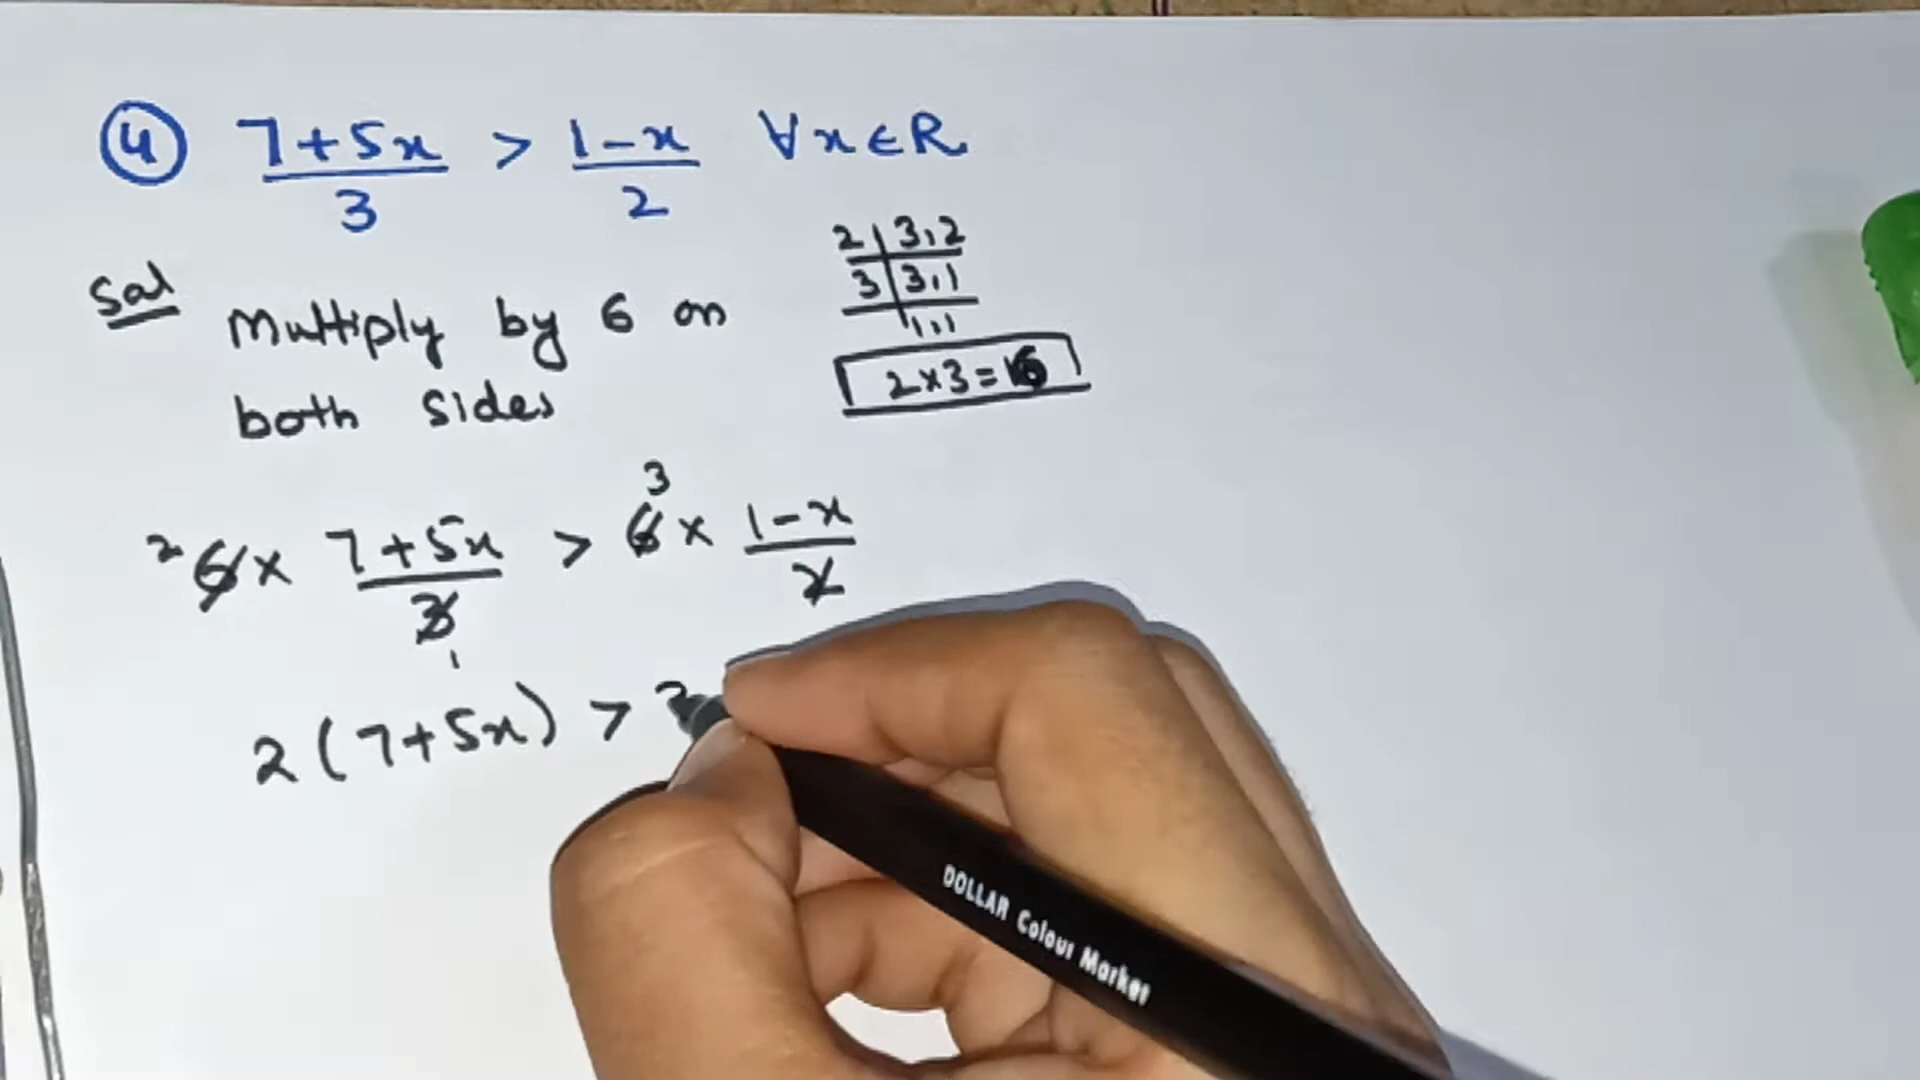 ④ 7+5x/3 > 1-x/2 ∀x∈R
2 | 3,2
3 | 3,1
1,1
2×3=6
Sol
Multiply by 6 on
both sides
2 6× 7+5x/3 1 > 3 6× 1-x/2
2(7+5x) > 3
DOLLAR Colour Marker